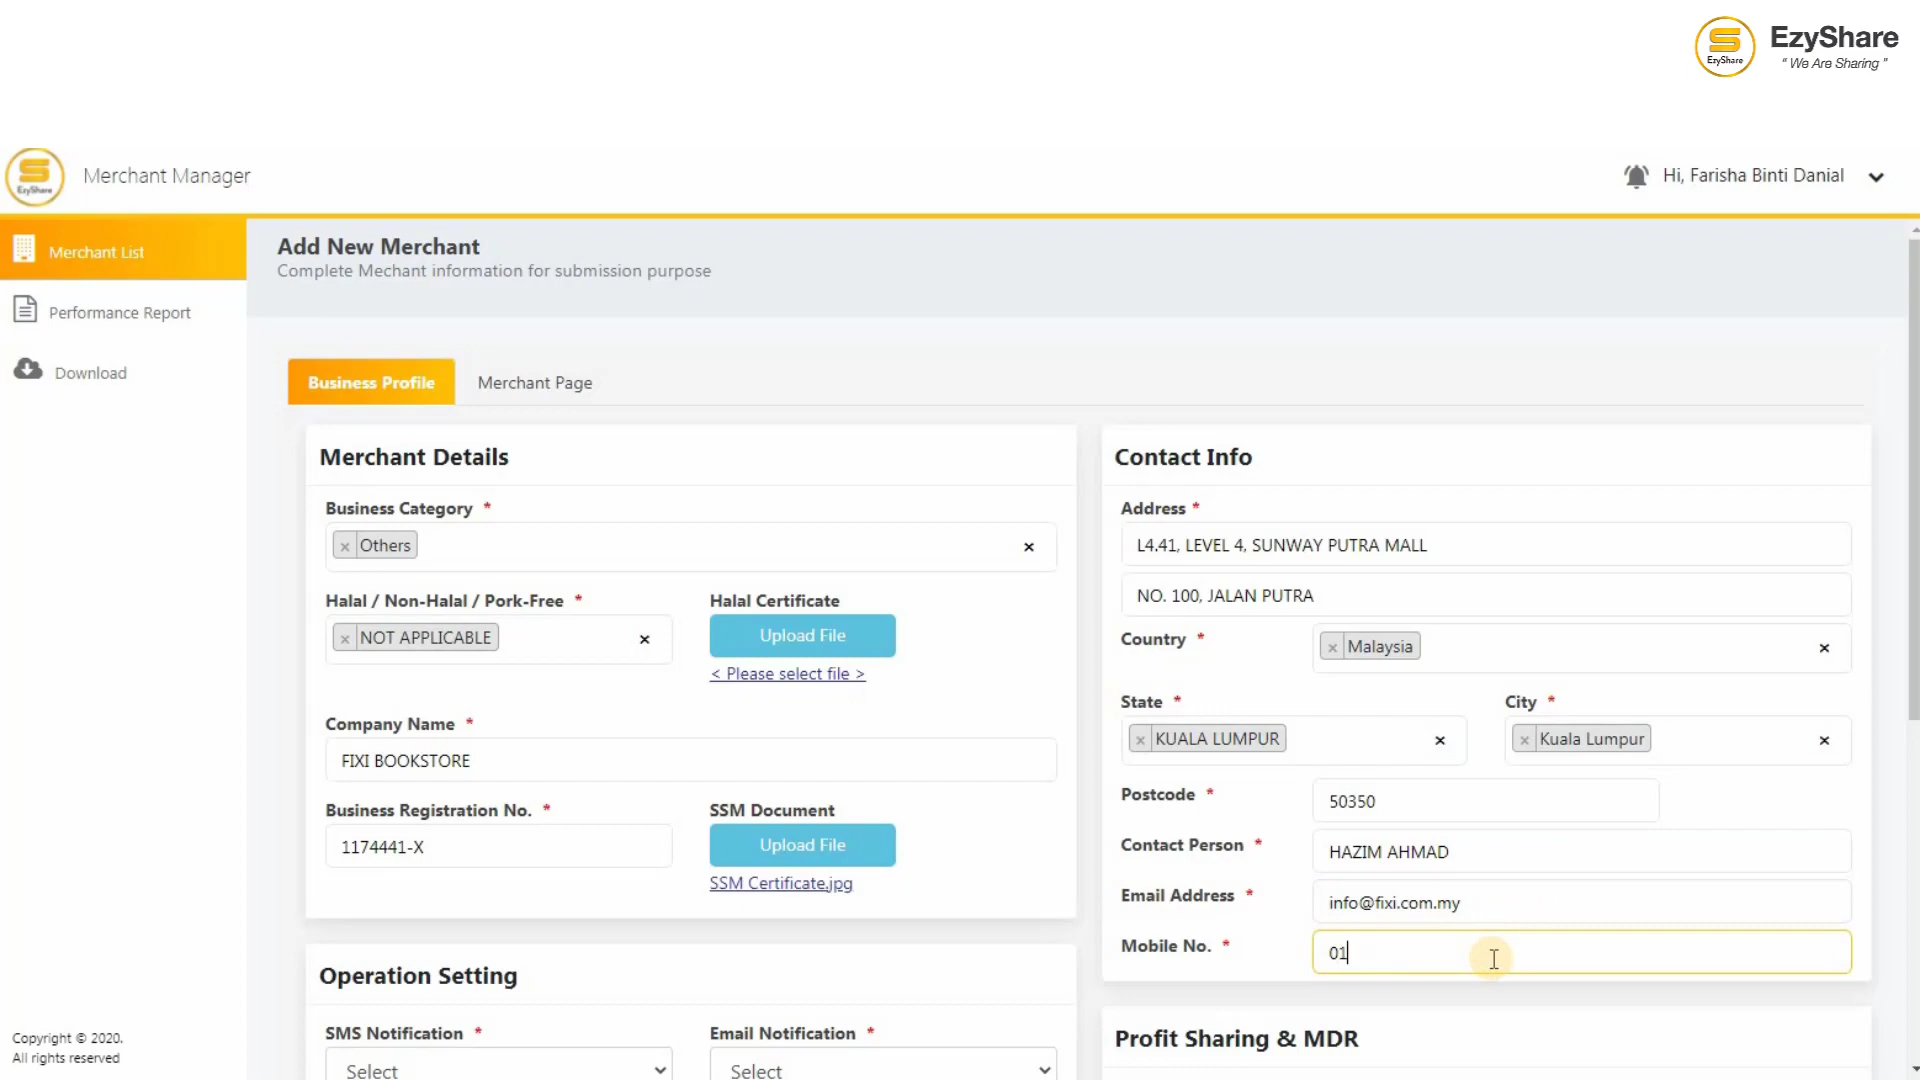 EzyShare
" We Are Sharing "
EzyShare
EzyShare
Merchant Manager
Hi, Farisha Binti Danial
Merchant List
Performance Report
Download
Add New Merchant
Complete Mechant information for submission purpose
Business Profile
Merchant Page
Merchant Details
Business Category *
× Others
×
Halal / Non-Halal / Pork-Free *
× NOT APPLICABLE
×
Halal Certificate
Upload File
< Please select file >
Company Name *
FIXI BOOKSTORE
Business Registration No. *
1174441-X
SSM Document
Upload File
SSM Certificate.jpg
Operation Setting
SMS Notification *
Select
Email Notification *
Select
Contact Info
Address *
L4.41, LEVEL 4, SUNWAY PUTRA MALL
NO. 100, JALAN PUTRA
Country *
× Malaysia
×
State *
× KUALA LUMPUR
×
City *
× Kuala Lumpur
×
Postcode *
50350
Contact Person *
HAZIM AHMAD
Email Address *
info@fixi.com.my
Mobile No. *
01
Profit Sharing & MDR
Copyright © 2020.
All rights reserved